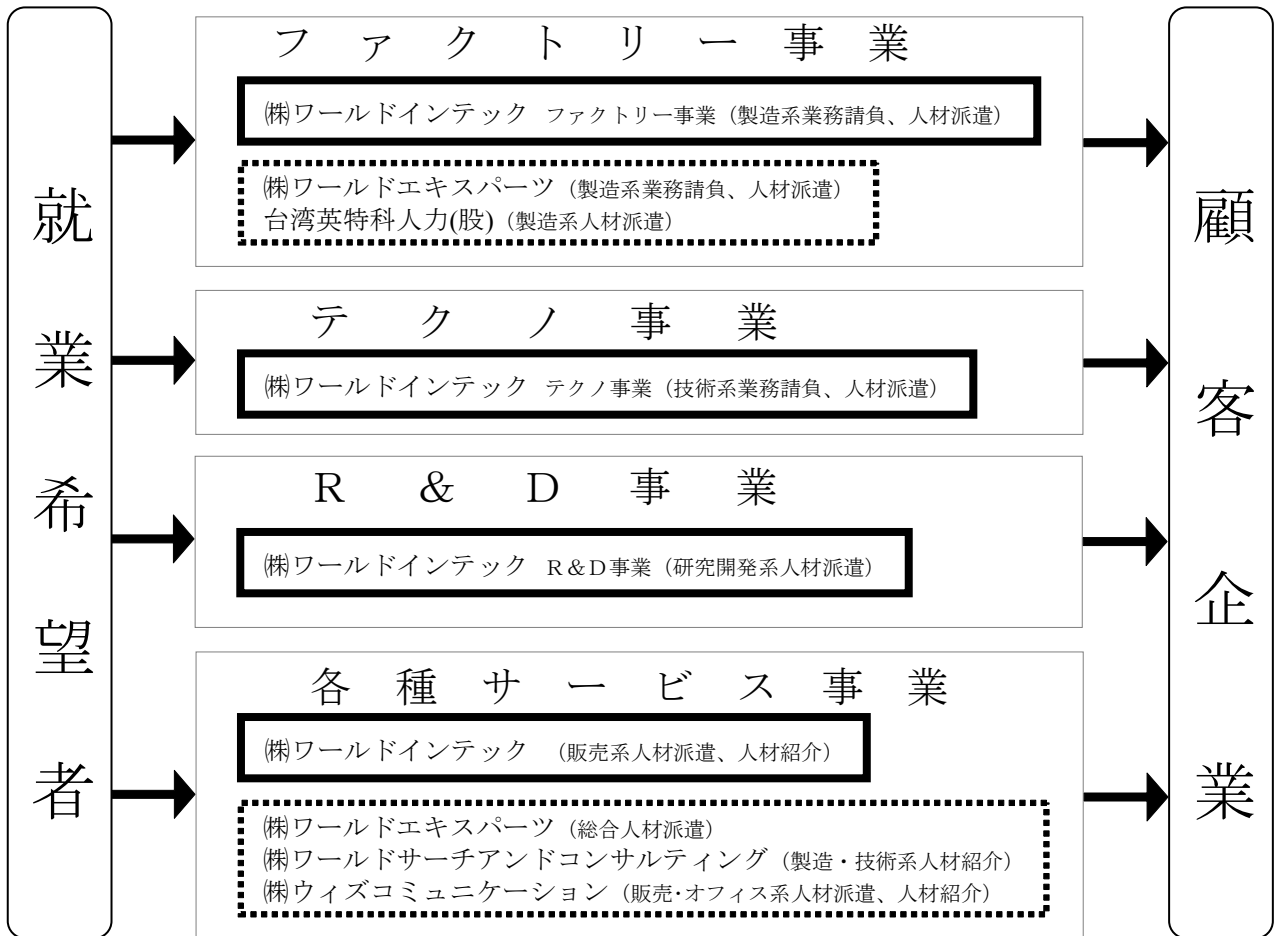 就業希望者
ファクトリー事業
㈱ワールドインテック ファクトリー事業（製造系業務請負、人材派遣）
㈱ワールドエキスパーツ（製造系業務請負、人材派遣）
台湾英特科人力(股)（製造系人材派遣）
テクノ事業
㈱ワールドインテック テクノ事業（技術系業務請負、人材派遣）
Ｒ＆Ｄ事業
㈱ワールドインテック Ｒ＆Ｄ事業（研究開発系人材派遣）
各種サービス事業
㈱ワールドインテック （販売系人材派遣、人材紹介）
㈱ワールドエキスパーツ（総合人材派遣）
㈱ワールドサーチアンドコンサルティング（製造・技術系人材紹介）
㈱ウィズコミュニケーション（販売･オフィス系人材派遣、人材紹介）
顧客企業